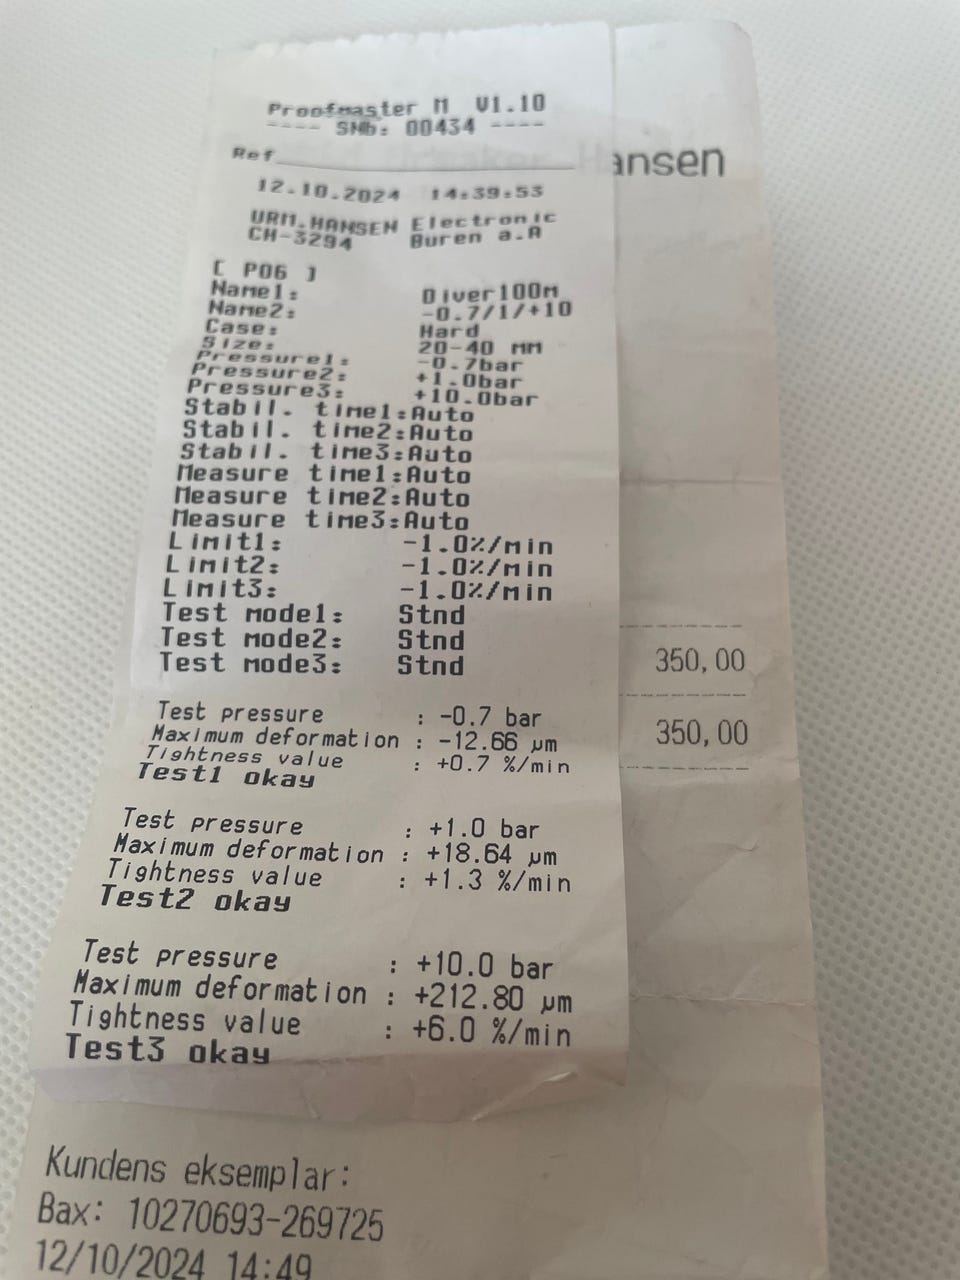 Proofmaster M V1.10
---- SNb: 00434 ----
Ref
ansen
12.10.2024 14:39:53
URM.HANSEN Electronic
CH-3294 Buren a.A
[ P06 ]
Name1: Diver100m
Name2: -0.7/1/+10
Case: Hard
Size: 20-40 MM
Pressure1: -0.7bar
Pressure2: +1.0bar
Pressure3: +10.0bar
Stabil. time1:Auto
Stabil. time2:Auto
Stabil. time3:Auto
Measure time1:Auto
Measure time2:Auto
Measure time3:Auto
Limit1: -1.0%/min
Limit2: -1.0%/min
Limit3: -1.0%/min
Test mode1: Stnd
Test mode2: Stnd
Test mode3: Stnd
350,00
350,00
Test pressure : -0.7 bar
Maximum deformation : -12.66 µm
Tightness value : +0.7 %/min
Test1 okay
Test pressure : +1.0 bar
Maximum deformation : +18.64 µm
Tightness value : +1.3 %/min
Test2 okay
Test pressure : +10.0 bar
Maximum deformation : +212.80 µm
Tightness value : +6.0 %/min
Test3 okay
Kundens eksemplar:
Bax: 10270693-269725
12/10/2024 14:49